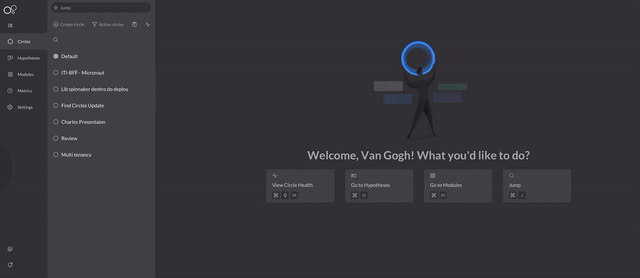 Jump
Create circle
Active circles
Circles
Hypotheses
Modules
Metrics
Settings
Default
ITI-BFF - Micronaut
Lib spinnaker dentro do deploy
Find Circles Update
Charles Presentaion
Review
Multi tenancy
Welcome, Van Gogh! What you'd like to do?
View Circle Health
Go to Hypotheses
Go to Modules
Jump